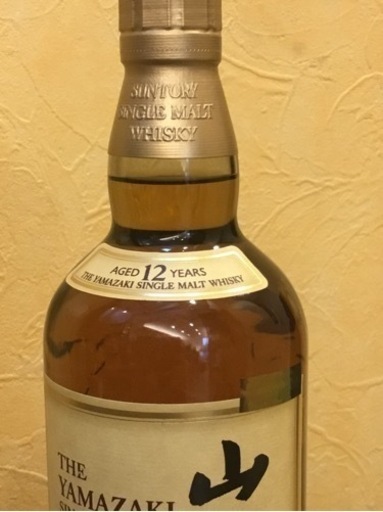 SUNTORY
SINGLE MALT
WHISKY
AGED 12 YEARS
THE YAMAZAKI SINGLE MALT WHISKY
THE
YAMAZAKI
山